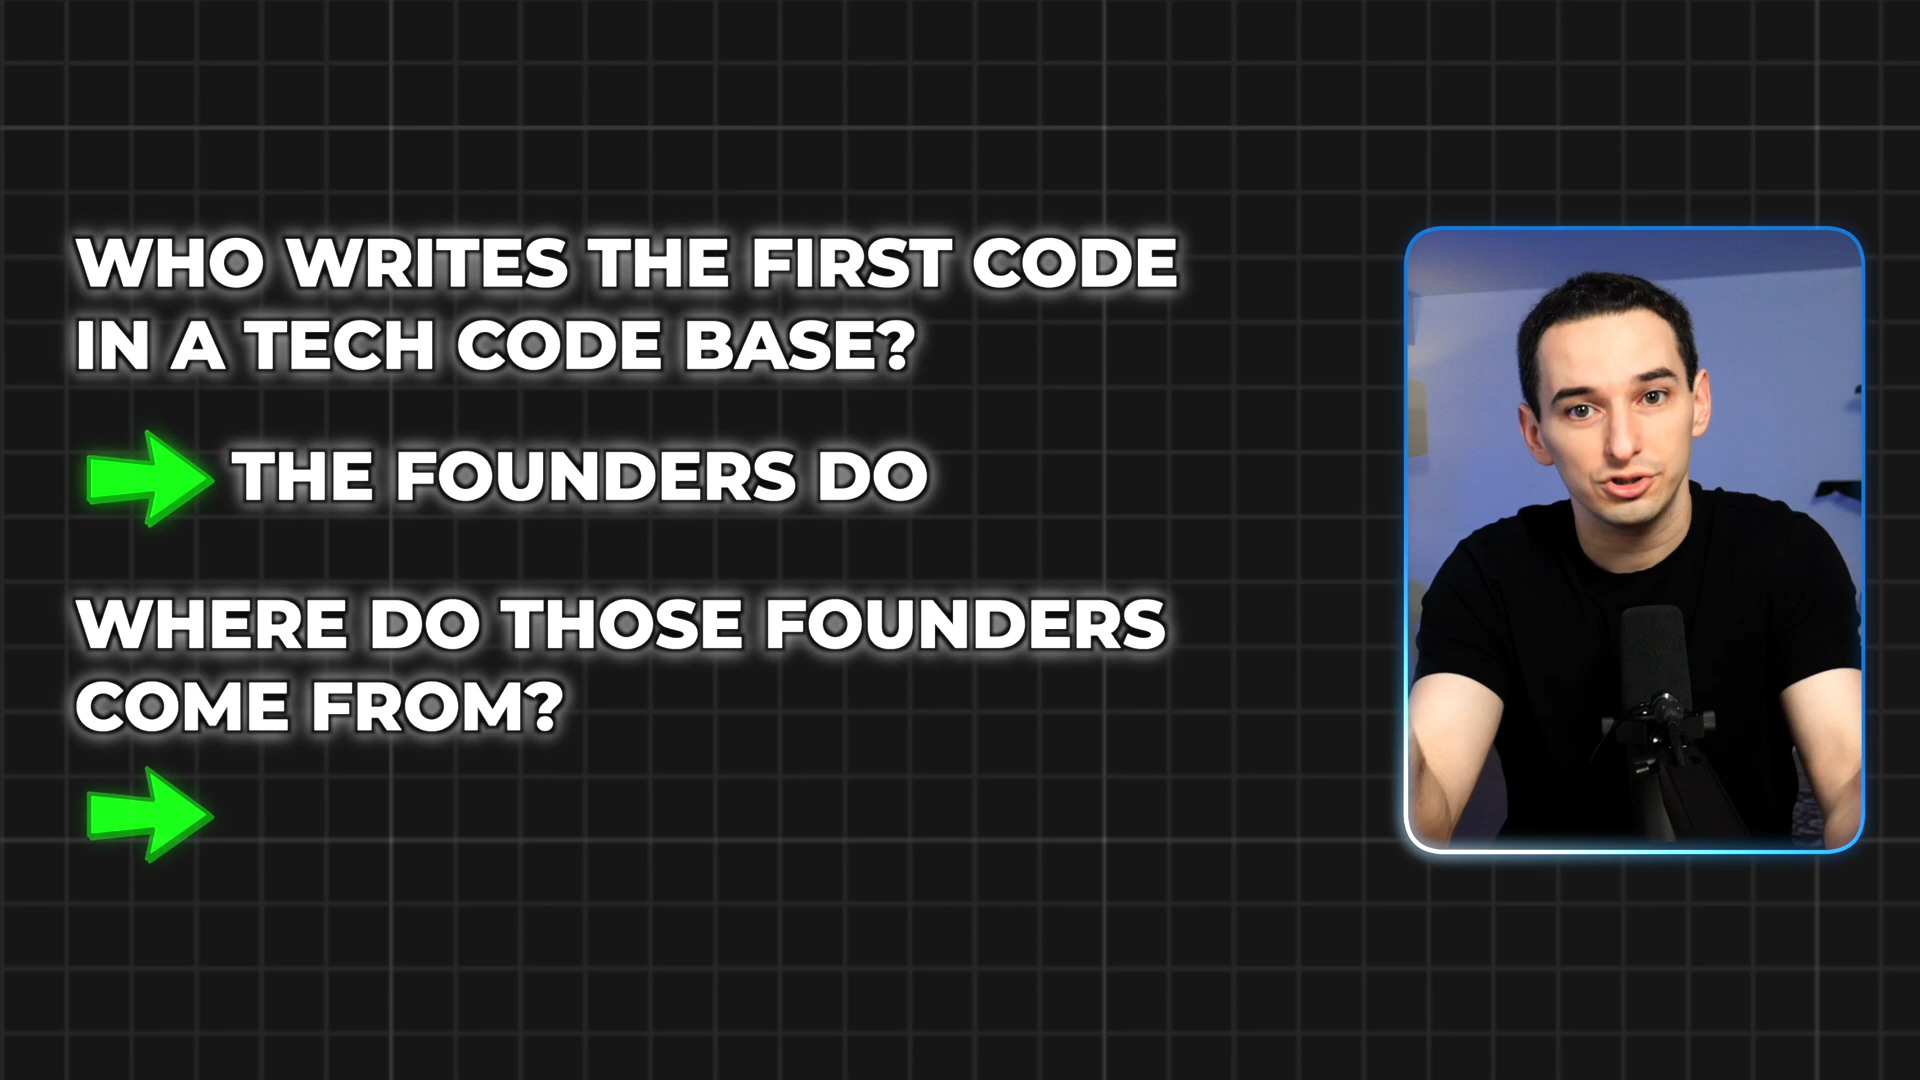 WHO WRITES THE FIRST CODE
IN A TECH CODE BASE?
THE FOUNDERS DO
WHERE DO THOSE FOUNDERS
COME FROM?